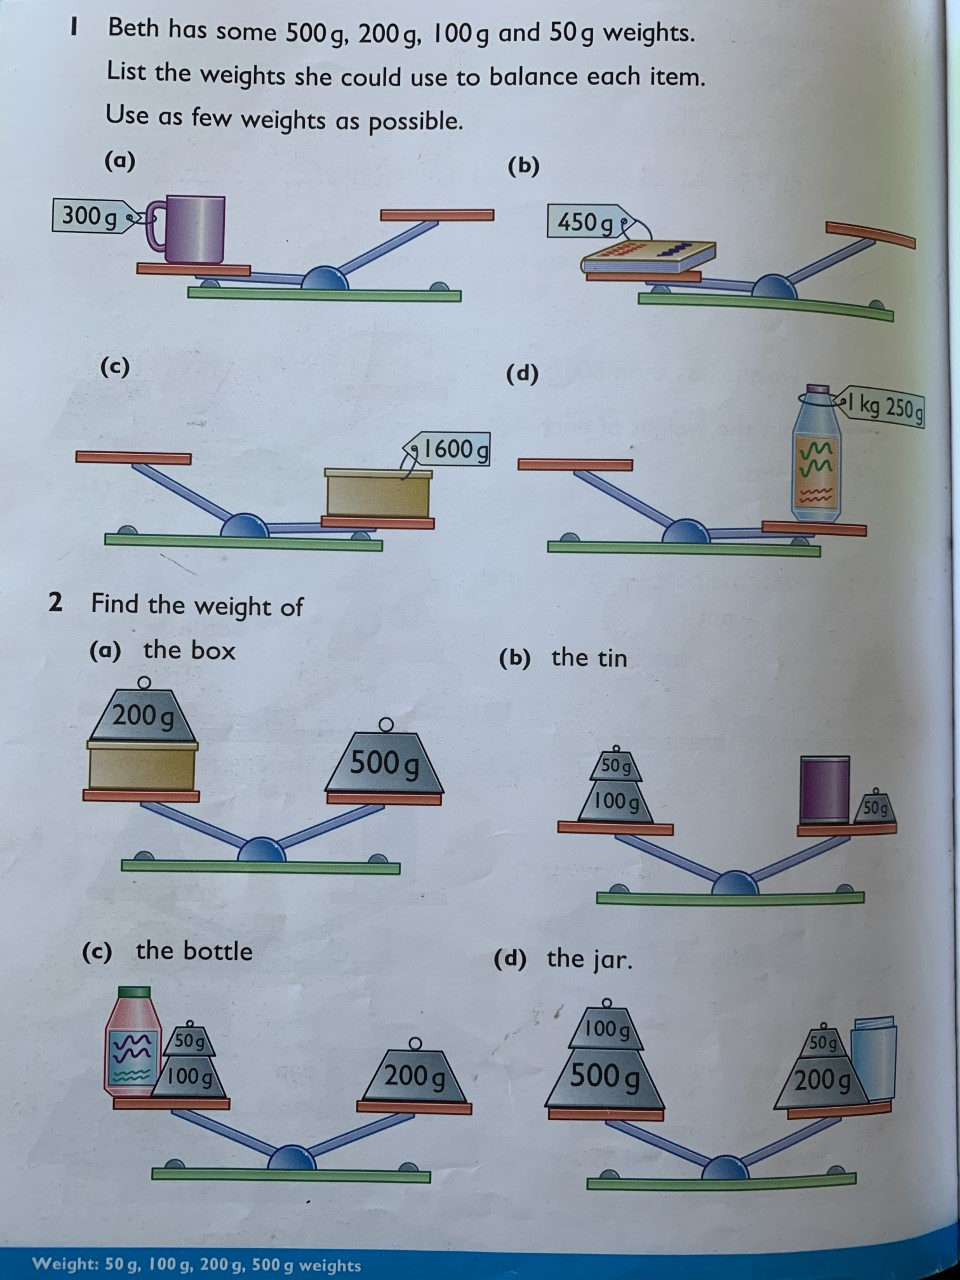 1 Beth has some 500 g, 200 g, 100 g and 50 g weights.
List the weights she could use to balance each item.
Use as few weights as possible.
(a) (b)
300 g
450 g
(c) (d)
1 kg 250 g
1600 g
2 Find the weight of
(a) the box (b) the tin
200 g
500 g
50 g
100 g
50 g
(c) the bottle (d) the jar.
50 g
100 g
200 g
100 g
500 g
50 g
200 g
Weight: 50 g, 100 g, 200 g, 500 g weights